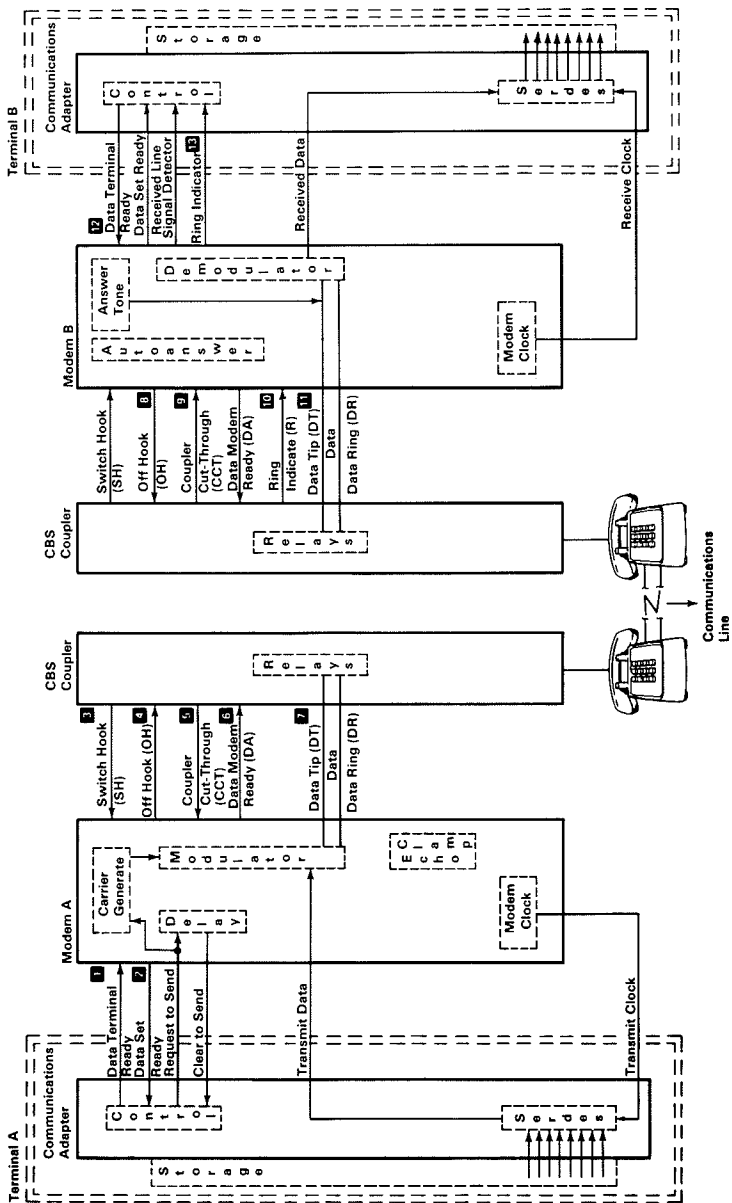 Terminal A
Communications
Adapter
Storage
Control
Serdes
1
Data Terminal
Ready
2
Data Set
Ready
Request to Send
Clear to Send
Transmit Data
Transmit Clock
Modem A
Carrier
Generate
Delay
Modulator
Echo
Clamp
Modem
Clock
3
Switch Hook
(SH)
4
Off Hook (OH)
5
Coupler
Cut-Through
(CCT)
6
Data Modem
Ready (DA)
7
Data Tip (DT)
Data
Data Ring (DR)
CBS
Coupler
Relays
Communications
Line
CBS
Coupler
Relays
Switch Hook
(SH)
8
Off Hook
(OH)
9
Coupler
Cut-Through
(CCT)
Data Modem
Ready (DA)
10
Ring
Indicate (R)
11
Data Tip (DT)
Data
Data Ring (DR)
Modem B
Autoanswer
Answer
Tone
Demodulator
Modem
Clock
12
Data Terminal
Ready
Data Set Ready
Received Line
Signal Detector
Ring Indicator
13
Received Data
Receive Clock
Terminal B
Communications
Adapter
Control
Storage
Serdes